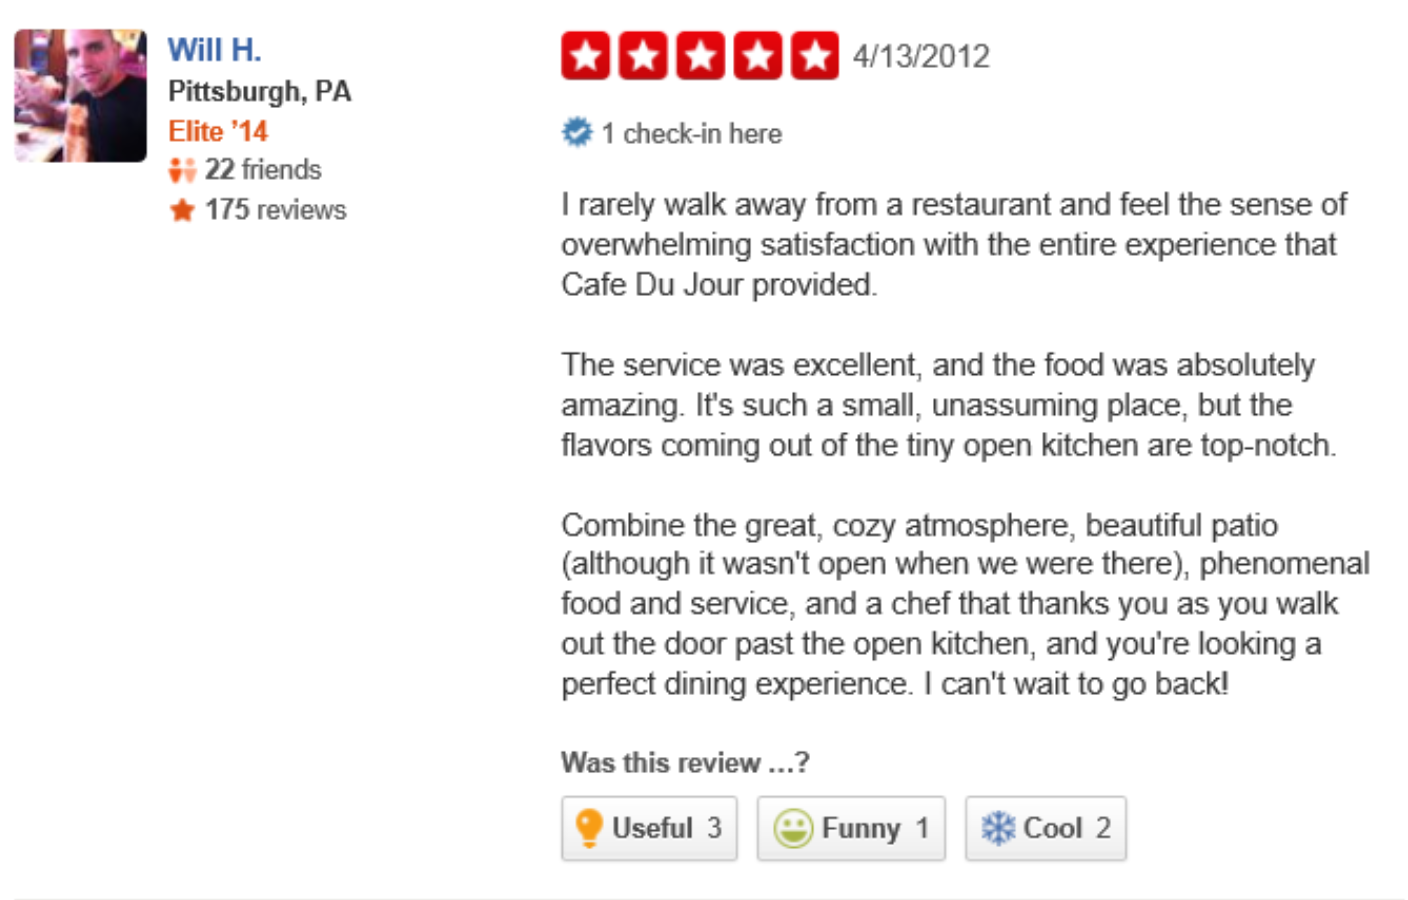 Will H.
Pittsburgh, PA
Elite ’14
22 friends
175 reviews
4/13/2012
1 check-in here
I rarely walk away from a restaurant and feel the sense of
overwhelming satisfaction with the entire experience that
Cafe Du Jour provided.
The service was excellent, and the food was absolutely
amazing. It's such a small, unassuming place, but the
flavors coming out of the tiny open kitchen are top-notch.
Combine the great, cozy atmosphere, beautiful patio
(although it wasn't open when we were there), phenomenal
food and service, and a chef that thanks you as you walk
out the door past the open kitchen, and you're looking a
perfect dining experience. I can't wait to go back!
Was this review ...?
Useful 3
Funny 1
Cool 2